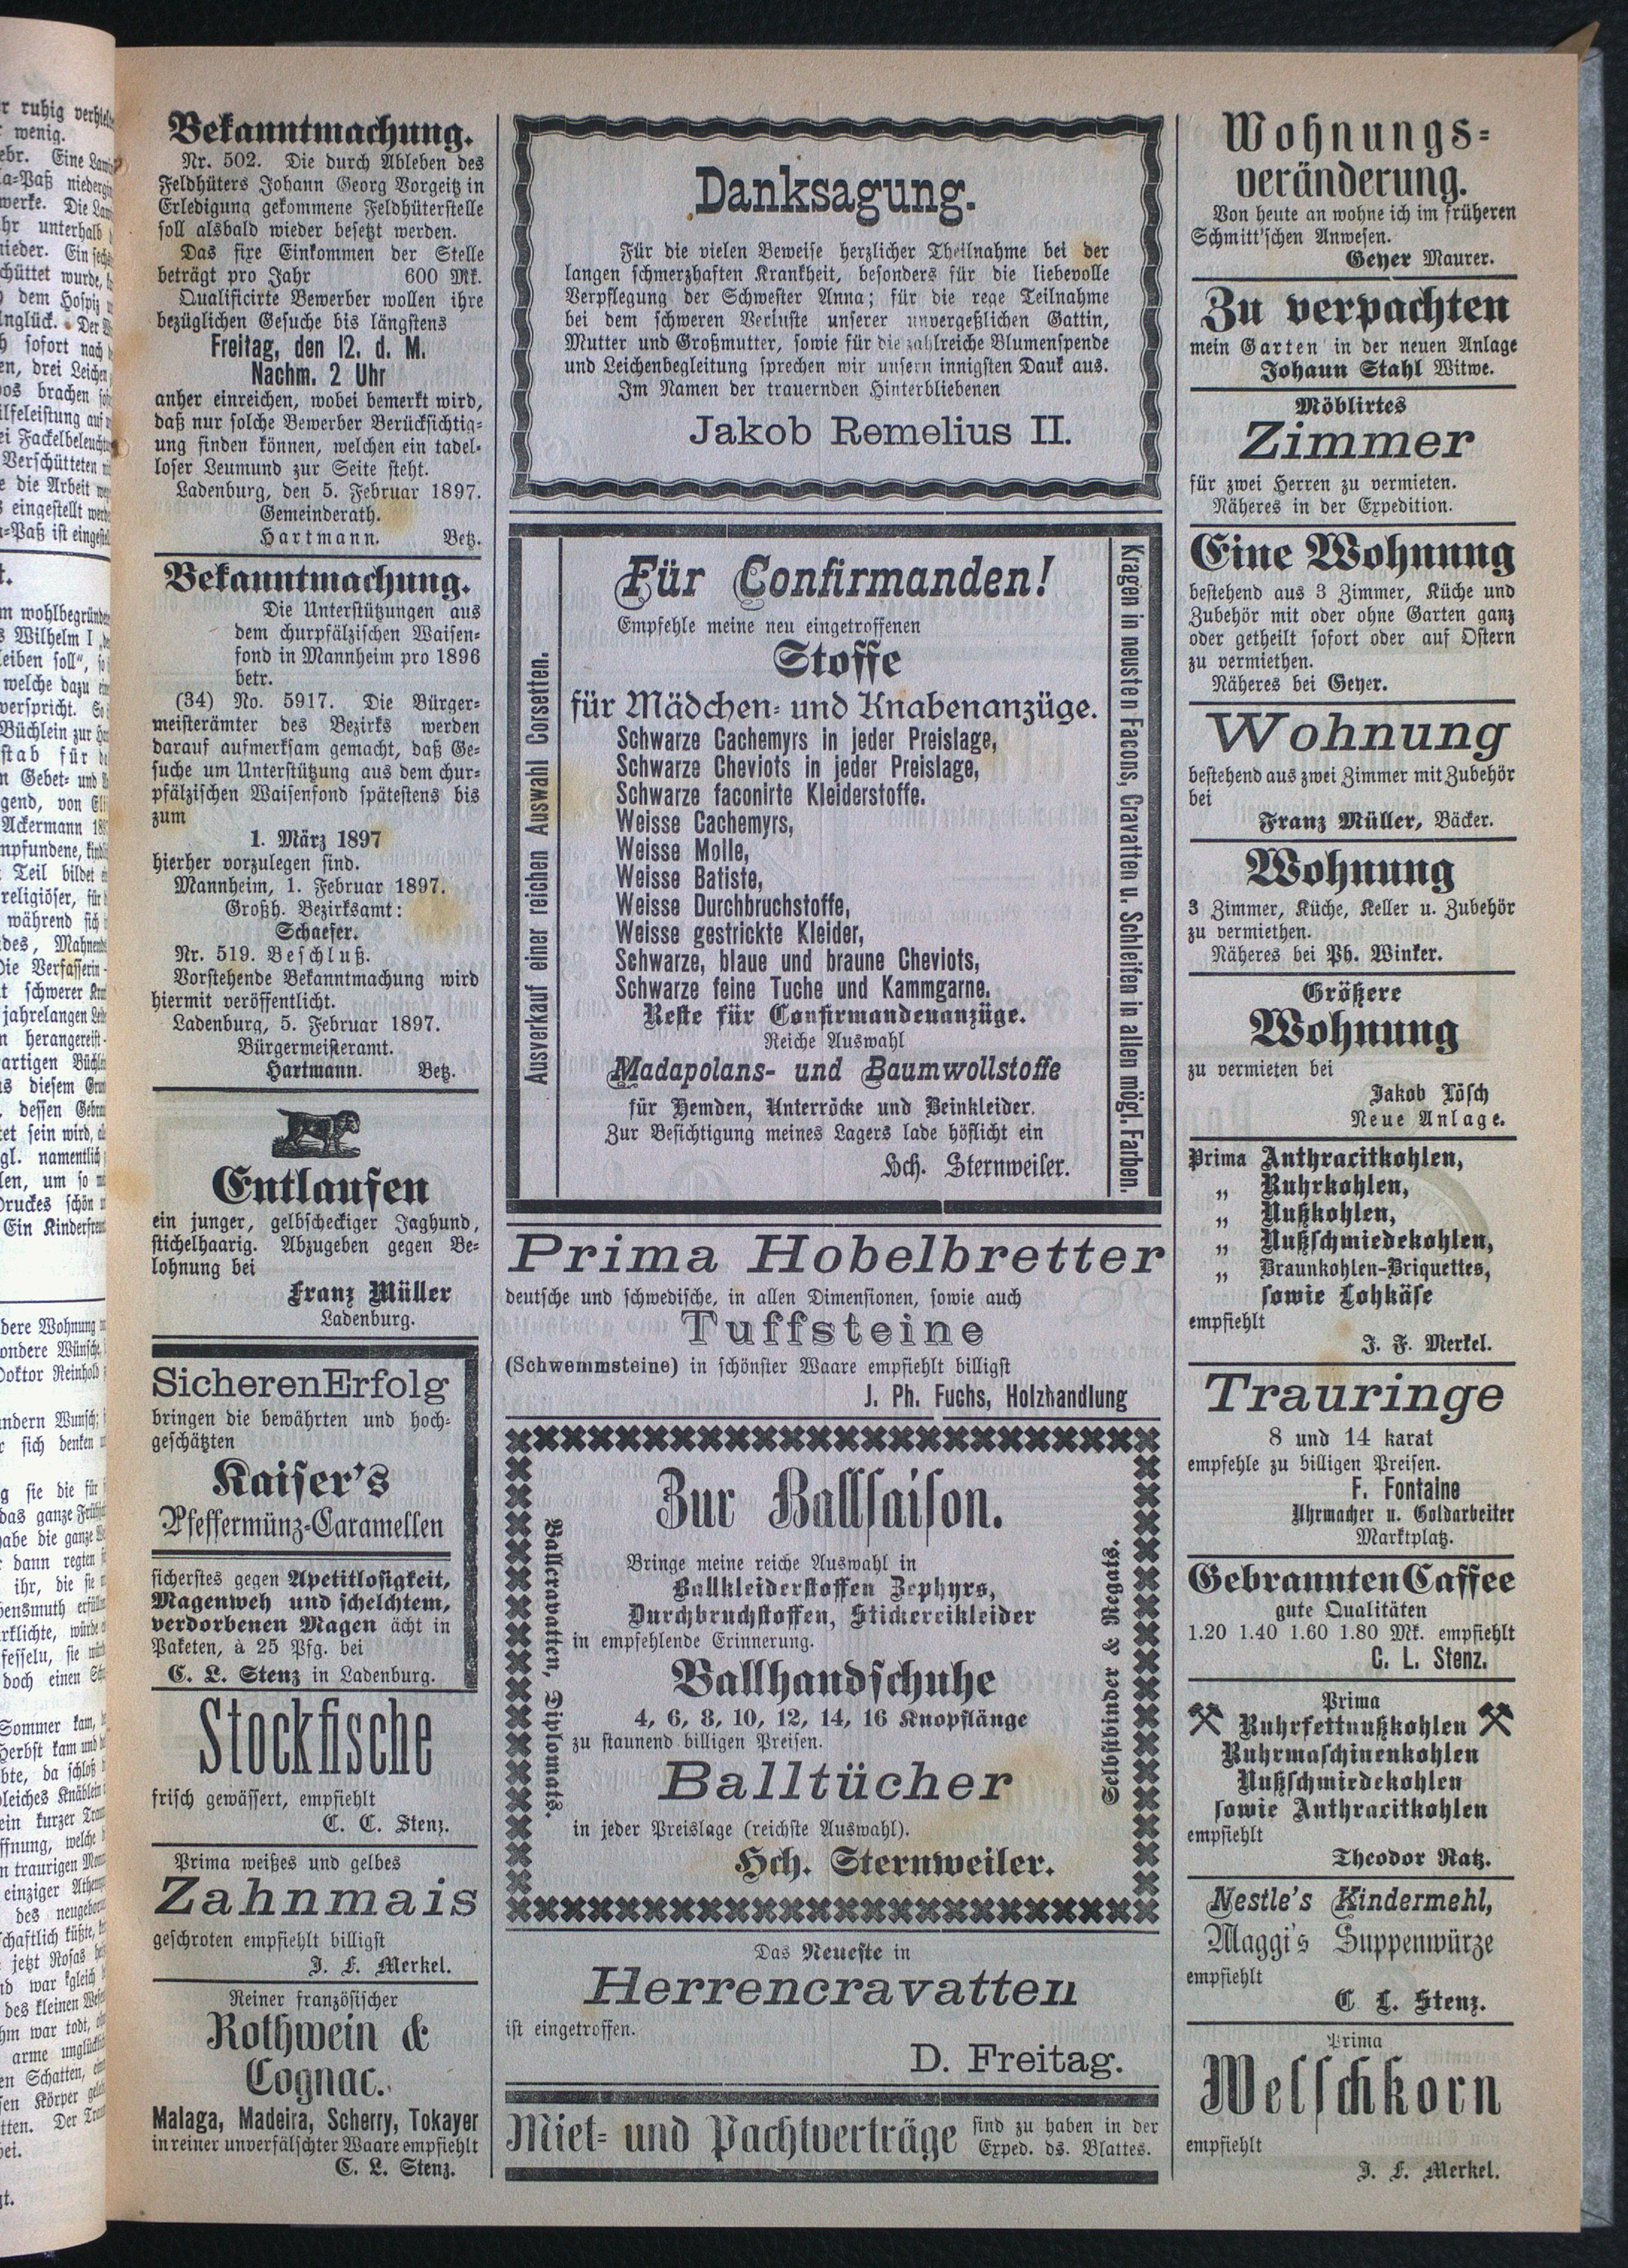 Bekanntmachung.
Nr. 502. Die durch Ableben des
Feldhüters Johann Georg Vorgeitz in
Erledigung gekommene Feldhüterstelle
soll alsbald wieder besetzt werden.
Das fixe Einkommen der Stelle
beträgt pro Jahr 600 Mk.
Qualificirte Bewerber wollen ihre
bezüglichen Gesuche bis längstens
Freitag, den 12. d. M.
Nachm. 2 Uhr
anher einreichen, wobei bemerkt wird,
daß nur solche Bewerber Berücksichtig-
ung finden können, welchen ein tadel-
loser Leumund zur Seite steht.
Ladenburg, den 5. Februar 1897.
Gemeinderath.
Hartmann. Betz.
Bekanntmachung.
Die Unterstützungen aus
dem churpfälzischen Waisen-
fond in Mannheim pro 1896
betr.
(34) No. 5917. Die Bürger-
meisterämter des Bezirks werden
darauf aufmerksam gemacht, daß Ge-
suche um Unterstützung aus dem chur-
pfälzischen Waisenfond spätestens bis
zum
1. März 1897
hierher vorzulegen sind.
Mannheim, 1. Februar 1897.
Großh. Bezirksamt:
Schaefer.
Nr. 519. Beschluß.
Vorstehende Bekanntmachung wird
hiermit veröffentlicht.
Ladenburg, 5. Februar 1897.
Bürgermeisteramt.
Hartmann. Betz.
Entlaufen
ein junger, gelbscheckiger Jaghund,
stichelhaarig. Abzugeben gegen Be-
lohnung bei
Franz Müller
Ladenburg.
Sicheren Erfolg
bringen die bewährten und hoch-
geschätzten
Kaiser's
Pfeffermünz-Caramellen
sicherstes gegen Apetitlosigkeit,
Magenweh und schelchtem,
verdorbenen Magen ächt in
Paketen, à 25 Pfg. bei
C. L. Stenz in Ladenburg.
Stockfische
frisch gewässert, empfiehlt
C. C. Stenz.
Prima weißes und gelbes
Zahnmais
geschroten empfiehlt billigst
J. F. Merkel.
Reiner französischer
Rothwein &
Cognac.
Malaga, Madeira, Scherry, Tokayer
in reiner unverfälschter Waare empfiehlt
C. L. Stenz.
Danksagung.
Für die vielen Beweise herzlicher Theilnahme bei der
langen schmerzhaften Krankheit, besonders für die liebevolle
Verpflegung der Schwester Anna; für die rege Teilnahme
bei dem schweren Verluste unserer unvergeßlichen Gattin,
Mutter und Großmutter, sowie für die zahlreiche Blumenspende
und Leichenbegleitung sprechen wir unsern innigsten Dank aus.
Im Namen der trauernden Hinterbliebenen
Jakob Remelius II.
Ausverkauf einer reichen Auswahl Corsetten.
Für Confirmanden!
Empfehle meine neu eingetroffenen
Stoffe
für Mädchen- und Knabenanzüge.
Schwarze Cachemyrs in jeder Preislage,
Schwarze Cheviots in jeder Preislage,
Schwarze faconirte Kleiderstoffe.
Weisse Cachemyrs,
Weisse Molle,
Weisse Batiste,
Weisse Durchbruchstoffe,
Weisse gestrickte Kleider,
Schwarze, blaue und braune Cheviots,
Schwarze feine Tuche und Kammgarne.
Reste für Confirmandenanzüge.
Reiche Auswahl
Madapolans- und Baumwollstoffe
für Hemden, Unterröcke und Beinkleider.
Zur Besichtigung meines Lagers lade höflicht ein
Hch. Sternweiler.
Kragen in neusten Facons, Cravatten u. Schleifen in allen mögl. Farben.
Prima Hobelbretter
deutsche und schwedische, in allen Dimensionen, sowie auch
Tuffsteine
(Schwemmsteine) in schönster Waare empfiehlt billigst
J. Ph. Fuchs, Holzhandlung
Ballcravatten, Diplomats.
Zur Ballsaison.
Bringe meine reiche Auswahl in
Ballkleiderstoffen Zephyrs,
Durchbruchstoffen, Stickereikleider
in empfehlende Erinnerung.
Ballhandschuhe
4, 6, 8, 10, 12, 14, 16 Knopflänge
zu staunend billigen Preisen.
Balltücher
in jeder Preislage (reichste Auswahl).
Hch. Sternweiler.
Selbstbinder & Regats.
Das Neueste in
Herrencravatten
ist eingetroffen.
D. Freitag.
Miet- und Pachtverträge sind zu haben in der
Exped. ds. Blattes.
Wohnungs-
veränderung.
Von heute an wohne ich im früheren
Schmitt'schen Anwesen.
Geyer Maurer.
Zu verpachten
mein Garten in der neuen Anlage
Johann Stahl Witwe.
Möblirtes
Zimmer
für zwei Herren zu vermieten.
Näheres in der Expedition.
Eine Wohnung
bestehend aus 3 Zimmer, Küche und
Zubehör mit oder ohne Garten ganz
oder getheilt sofort oder auf Ostern
zu vermiethen.
Näheres bei Geyer.
Wohnung
bestehend aus zwei Zimmer mit Zubehör
bei
Franz Müller, Bäcker.
Wohnung
3 Zimmer, Küche, Keller u. Zubehör
zu vermiethen.
Näheres bei Ph. Winker.
Größere
Wohnung
zu vermieten bei
Jakob Lösch
Neue Anlage.
Prima Anthracitkohlen,
„ Ruhrkohlen,
„ Nußkohlen,
„ Nußschmiedekohlen,
„ Braunkohlen-Briquettes,
sowie Lohkäse
empfiehlt
J. F. Merkel.
Trauringe
8 und 14 karat
empfehle zu billigen Preisen.
F. Fontaine
Uhrmacher u. Goldarbeiter
Marktplatz.
Gebrannten Caffee
gute Qualitäten
1.20 1.40 1.60 1.80 Mk. empfiehlt
C. L. Stenz.
Prima
Ruhrfettnußkohlen
Ruhrmaschinenkohlen
Nußschmiedekohlen
sowie Anthracitkohlen
empfiehlt
Theodor Ratz.
Nestle's Kindermehl,
Maggi's Suppenwürze
empfiehlt
C L. Stenz.
Prima
Welschkorn
empfiehlt
J. F. Merkel.